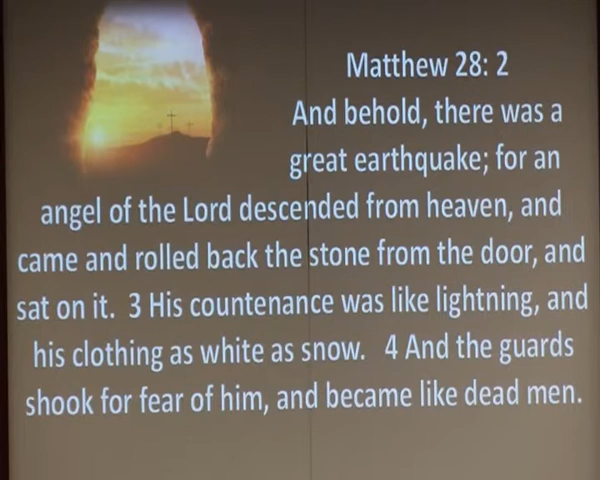 Matthew 28: 2
And behold, there was a
great earthquake; for an
angel of the Lord descended from heaven, and
came and rolled back the stone from the door, and
sat on it. 3 His countenance was like lightning, and
his clothing as white as snow. 4 And the guards
shook for fear of him, and became like dead men.